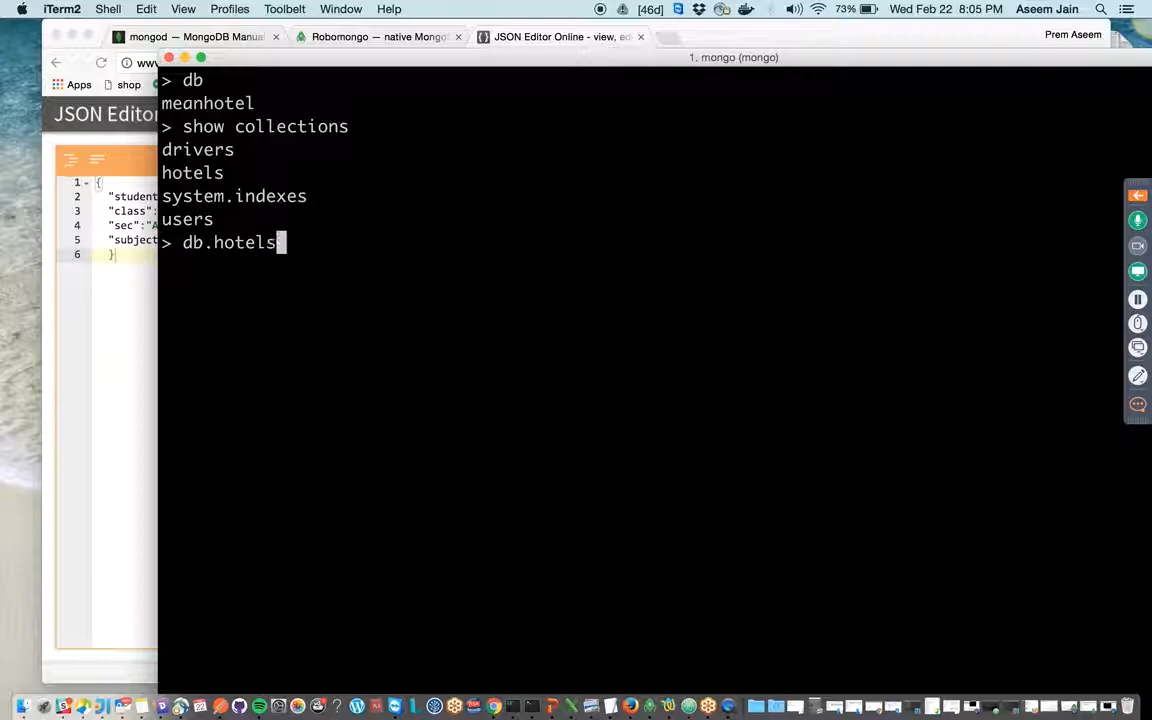 iTerm2 Shell Edit View Profiles Toolbelt Window Help [46d] 73% Wed Feb 22 8:05 PM Aseem Jain
mongod — MongoDB Manual × Robomongo — native Mongo × {} JSON Editor Online - view, ed × Prem Aseem
www
1. mongo (mongo)
Apps shop
JSON Editor
> db
meanhotel
> show collections
drivers
hotels
system.indexes
users
> db.hotels
1 {
2 "student
3 "class":
4 "sec":"A
5 "subject
6 }